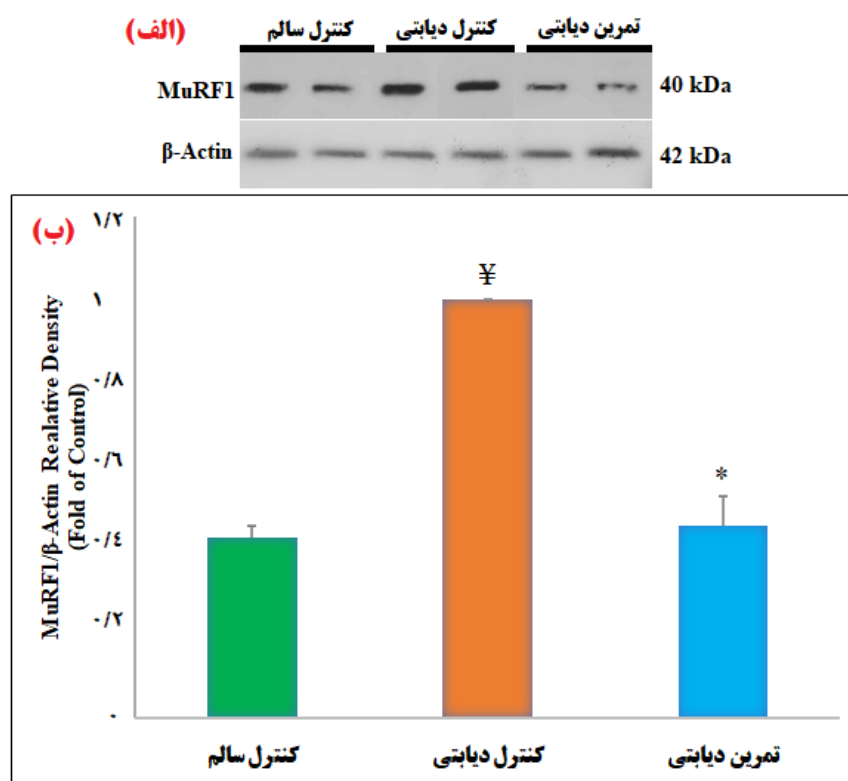 (الف)
کنترل سالم کنترل دیابتی تمرین دیابتی
MuRF1 40 kDa
β-Actin 42 kDa
(ب)
MuRF1/β-Actin Realative Density
(Fold of Control)
۱/۲
¥
۱
۰/۸
۰/٦
*
۰/٤
۰/۲
۰
کنترل سالم کنترل دیابتی تمرین دیابتی